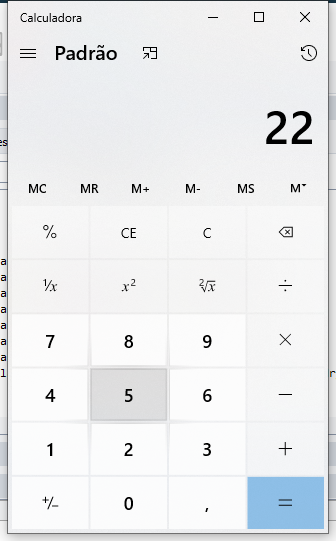 Calculadora
Padrão
22
MC MR M+ M- MS M˅
% CE C
¹/x x² ²√x ÷
7 8 9 ×
4 5 6 −
1 2 3 +
+/− 0 , =